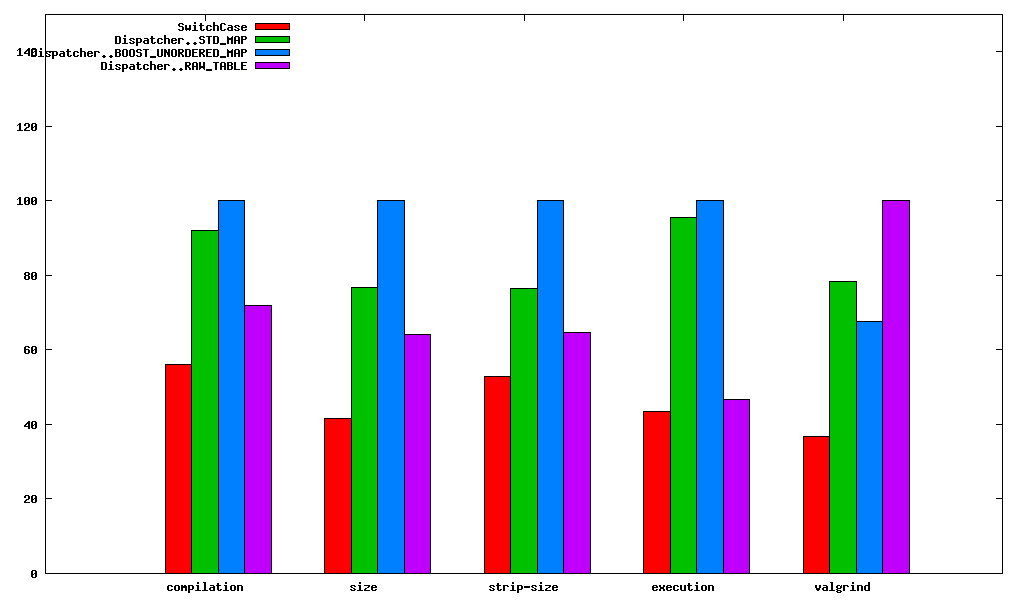 SwitchCase
Dispatcher..STD_MAP
Dispatcher..BOOST_UNORDERED_MAP
Dispatcher..RAW_TABLE
140
120
100
80
60
40
20
0
compilation size strip-size execution valgrind